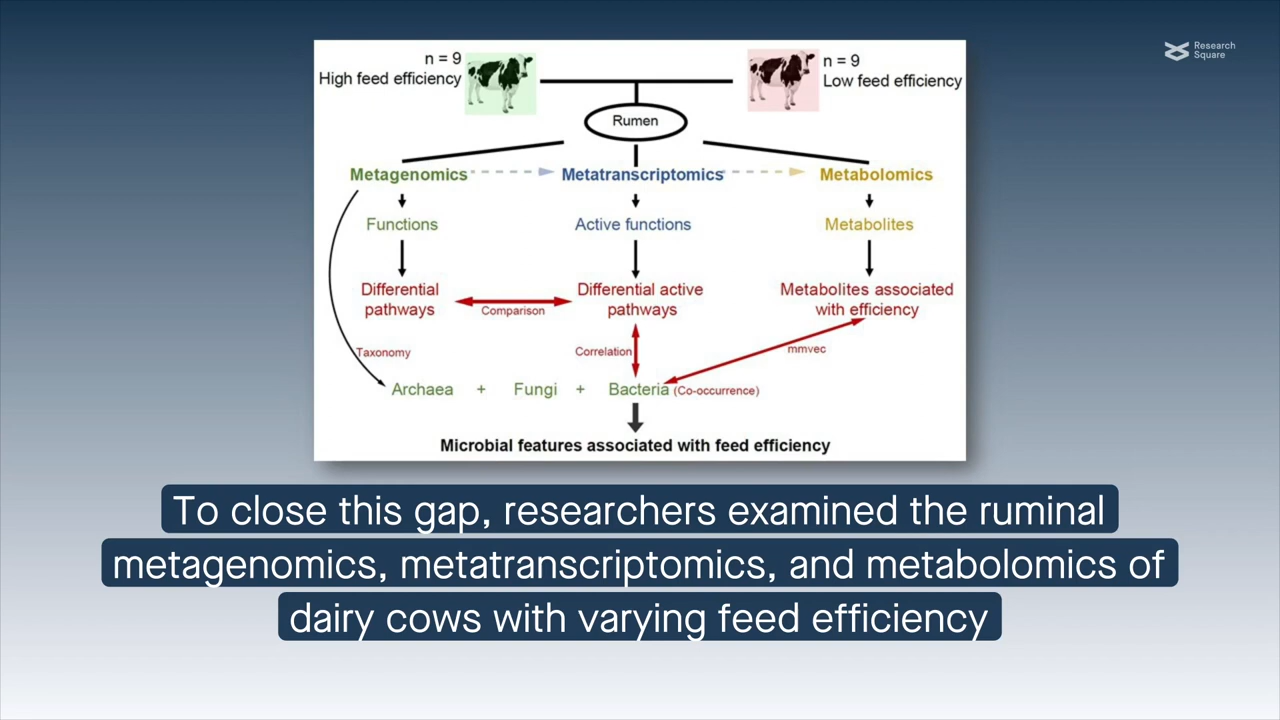 Research
Square
n = 9
High feed efficiency
n = 9
Low feed efficiency
Rumen
Metagenomics
Metatranscriptomics
Metabolomics
Functions
Active functions
Metabolites
Differential
pathways
Comparison
Differential active
pathways
Metabolites associated
with efficiency
Taxonomy
Correlation
mmvec
Archaea + Fungi + Bacteria (Co-occurrence)
Microbial features associated with feed efficiency
To close this gap, researchers examined the ruminal
metagenomics, metatranscriptomics, and metabolomics of
dairy cows with varying feed efficiency